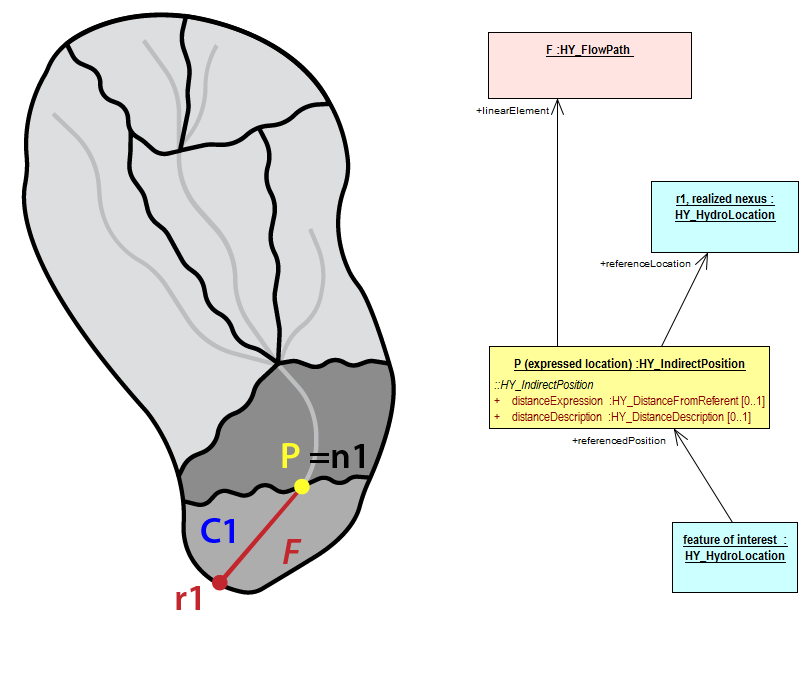 P =n1
C1
F
r1
F :HY_FlowPath
+linearElement
r1, realized nexus :
HY_HydroLocation
+referenceLocation
P (expressed location) :HY_IndirectPosition
::HY_IndirectPosition
+ distanceExpression :HY_DistanceFromReferent [0..1]
+ distanceDescription :HY_DistanceDescription [0..1]
+referencedPosition
feature of interest :
HY_HydroLocation